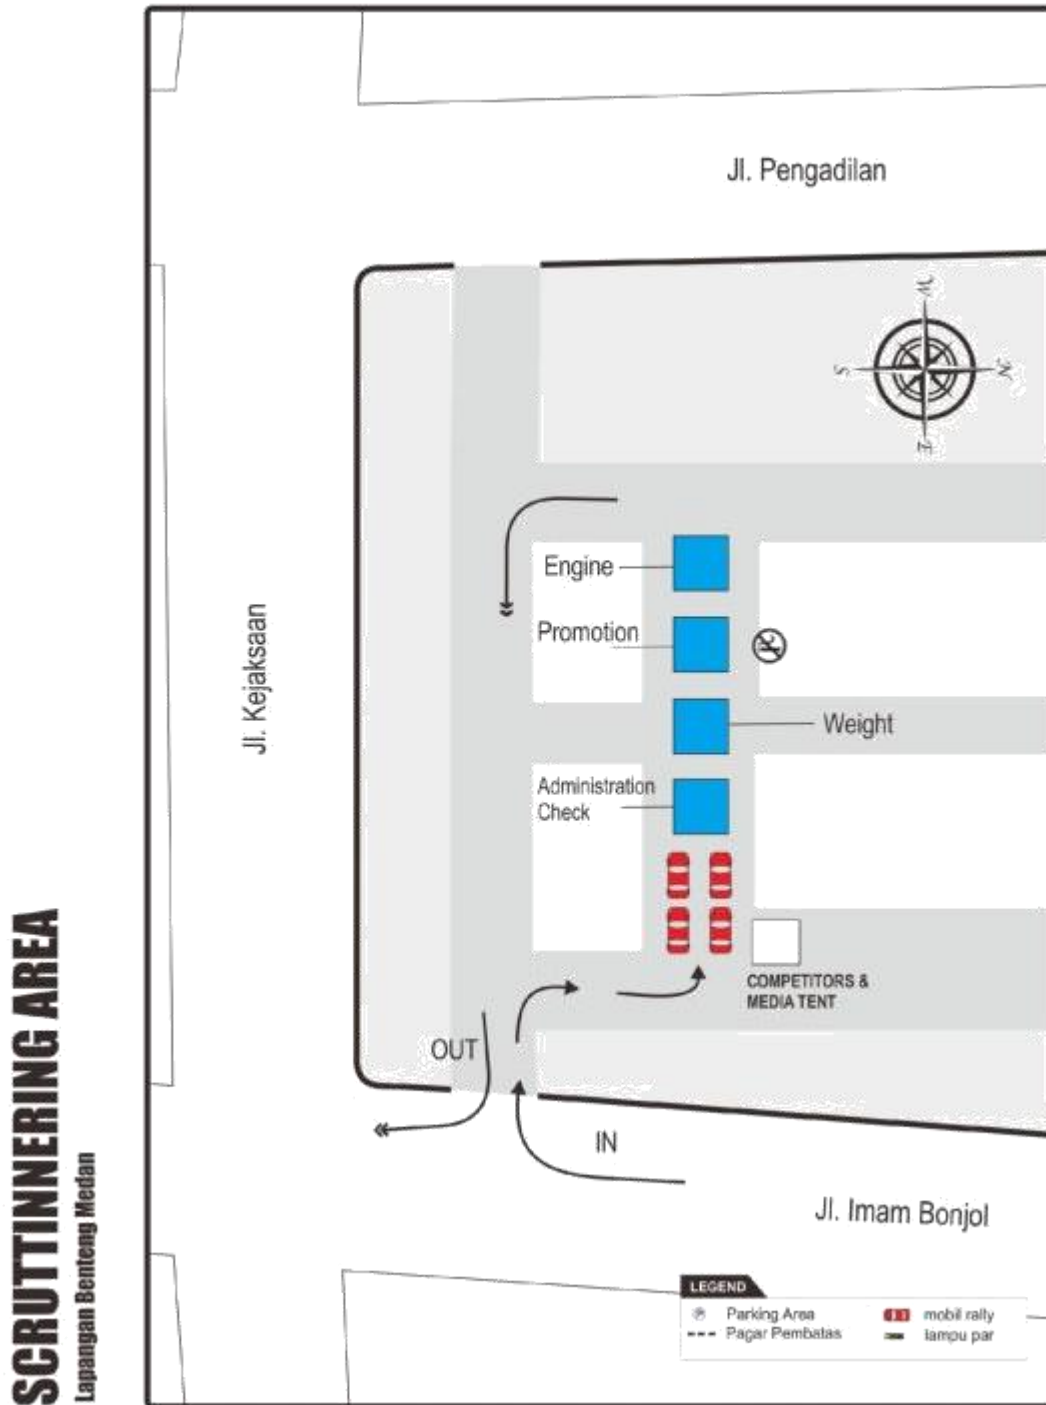 SCRUTTINNERING AREA
Lapangan Benteng Medan
Jl. Pengadilan
Jl. Kejaksaan
W
S
N
E
Engine
Promotion
Weight
Administration
Check
COMPETITORS &
MEDIA TENT
OUT
IN
Jl. Imam Bonjol
LEGEND
Parking Area
Pagar Pembatas
mobil rally
lampu par